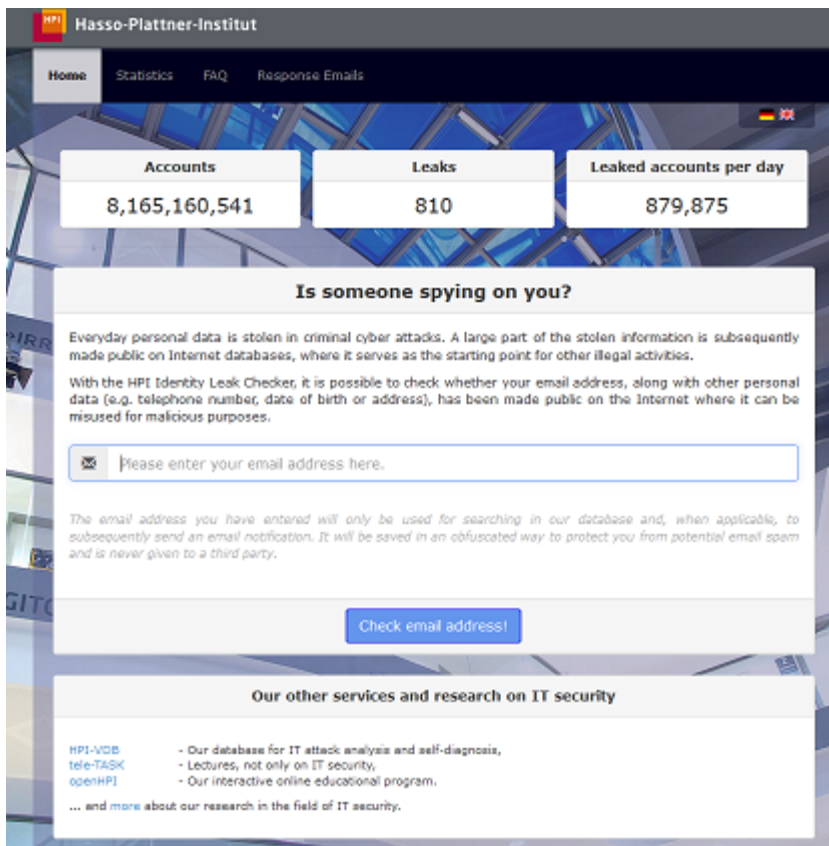 HPI Hasso-Plattner-Institut
Home Statistics FAQ Response Emails
Accounts Leaks Leaked accounts per day
8,165,160,541 810 879,875
Is someone spying on you?
Everyday personal data is stolen in criminal cyber attacks. A large part of the stolen information is subsequently
made public on Internet databases, where it serves as the starting point for other illegal activities.
With the HPI Identity Leak Checker, it is possible to check whether your email address, along with other personal
data (e.g. telephone number, date of birth or address), has been made public on the Internet where it can be
misused for malicious purposes.
Please enter your email address here.
The email address you have entered will only be used for searching in our database and, when applicable, to
subsequently send an email notification. It will be saved in an obfuscated way to protect you from potential email spam
and is never given to a third party.
Check email address!
Our other services and research on IT security
HPI-VDB - Our database for IT attack analysis and self-diagnosis,
tele-TASK - Lectures, not only on IT security,
openHPI - Our interactive online educational program.
... and more about our research in the field of IT security.